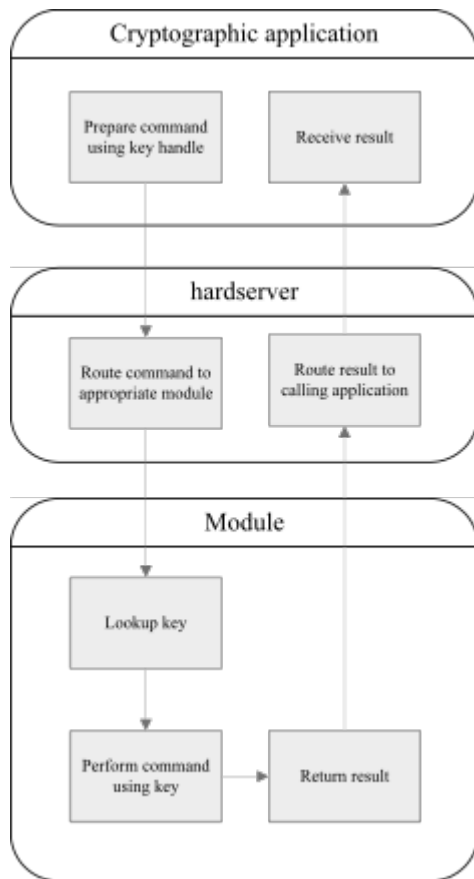 Cryptographic application
Prepare command
using key handle
Receive result
hardserver
Route command to
appropriate module
Route result to
calling application
Module
Lookup key
Perform command
using key
Return result